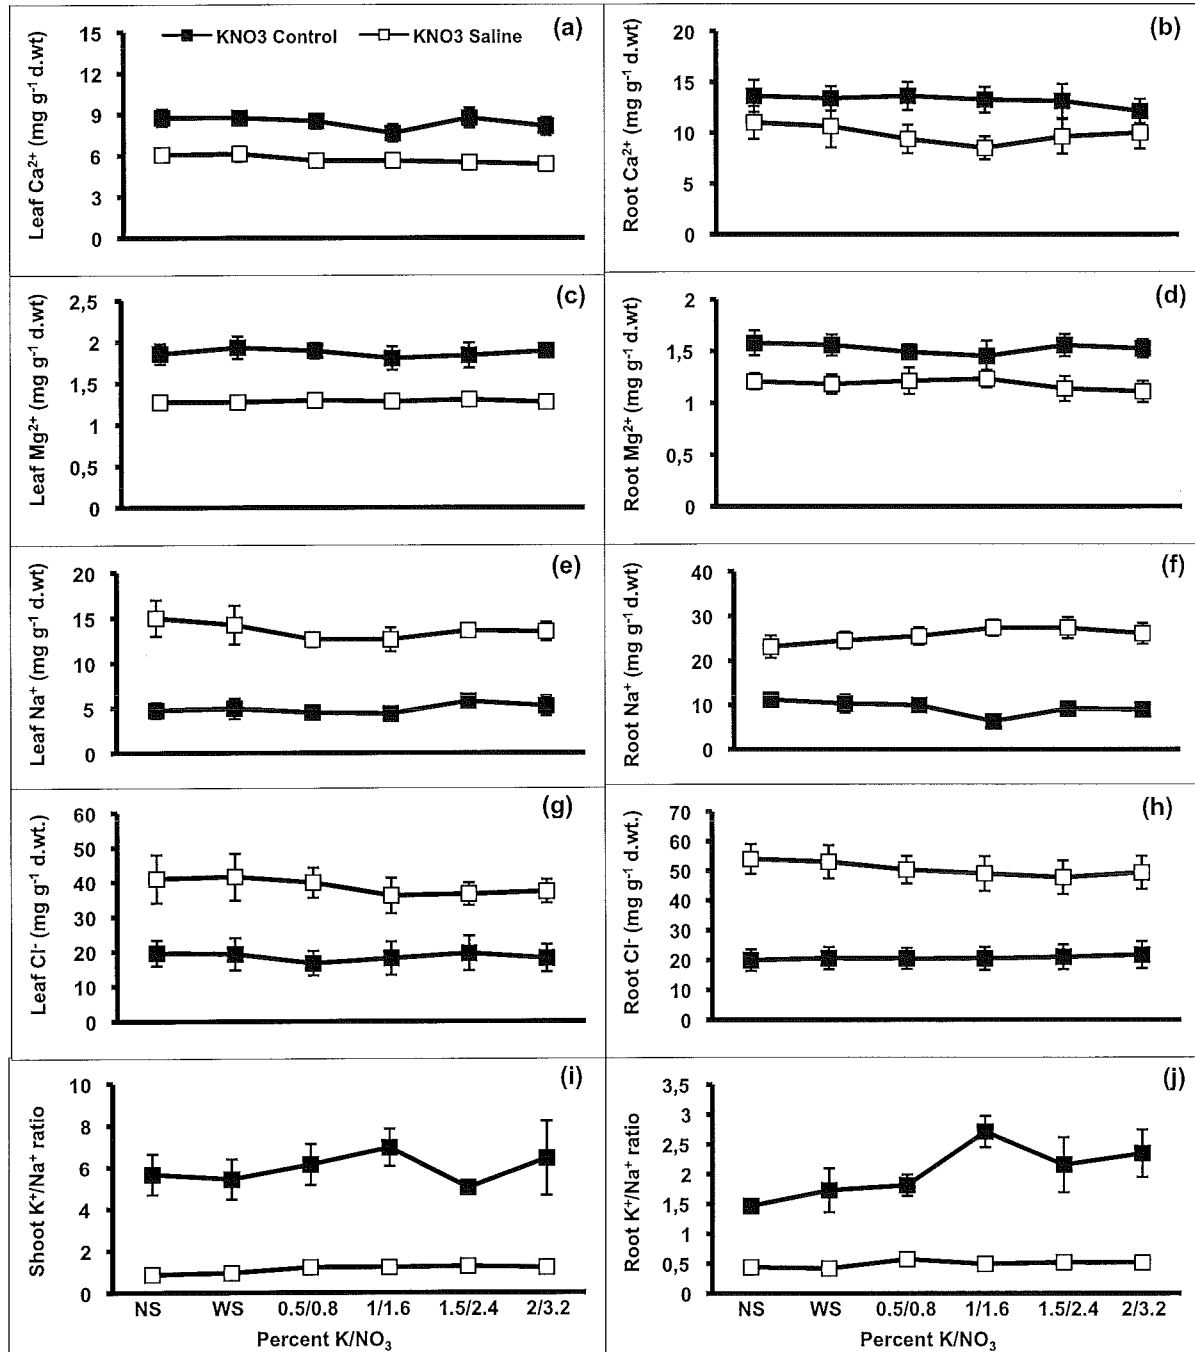 (a)
KNO3 Control KNO3 Saline
Leaf Ca²⁺ (mg g⁻¹ d.wt)
15
12
9
6
3
0
(b)
Root Ca²⁺ (mg g⁻¹ d.wt)
20
15
10
5
0
(c)
Leaf Mg²⁺ (mg g⁻¹ d.wt)
2,5
2
1,5
1
0,5
0
(d)
Root Mg²⁺ (mg g⁻¹ d.wt)
2
1,5
1
0,5
0
(e)
Leaf Na⁺ (mg g⁻¹ d.wt)
20
15
10
5
0
(f)
Root Na⁺ (mg g⁻¹ d.wt)
40
30
20
10
0
(g)
Leaf Cl⁻ (mg g⁻¹ d.wt.)
60
50
40
30
20
10
0
(h)
Root Cl⁻ (mg g⁻¹ d.wt.)
70
60
50
40
30
20
10
0
(i)
Shoot K⁺/Na⁺ ratio
10
8
6
4
2
0
NS WS 0.5/0.8 1/1.6 1.5/2.4 2/3.2
Percent K/NO₃
(j)
Root K⁺/Na⁺ ratio
3,5
3
2,5
2
1,5
1
0,5
0
NS WS 0.5/0.8 1/1.6 1.5/2.4 2/3.2
Percent K/NO₃